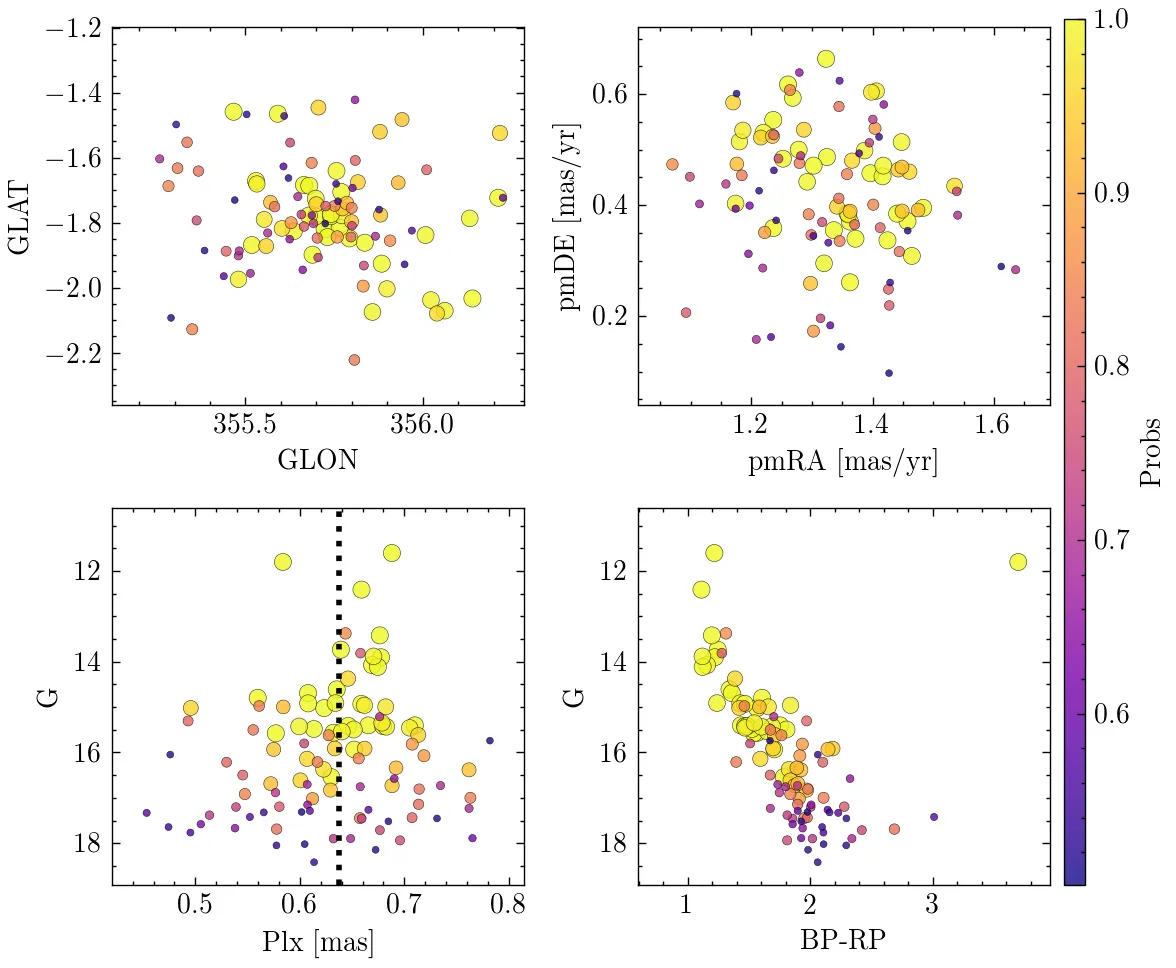 −1.2
−1.4
−1.6
−1.8
−2.0
−2.2
GLAT
355.5 356.0
GLON
0.6
0.4
0.2
pmDE [mas/yr]
1.2 1.4 1.6
pmRA [mas/yr]
12
14
16
18
G
0.5 0.6 0.7 0.8
Plx [mas]
12
14
16
18
G
1 2 3
BP-RP
1.0
0.9
0.8
0.7
0.6
Probs